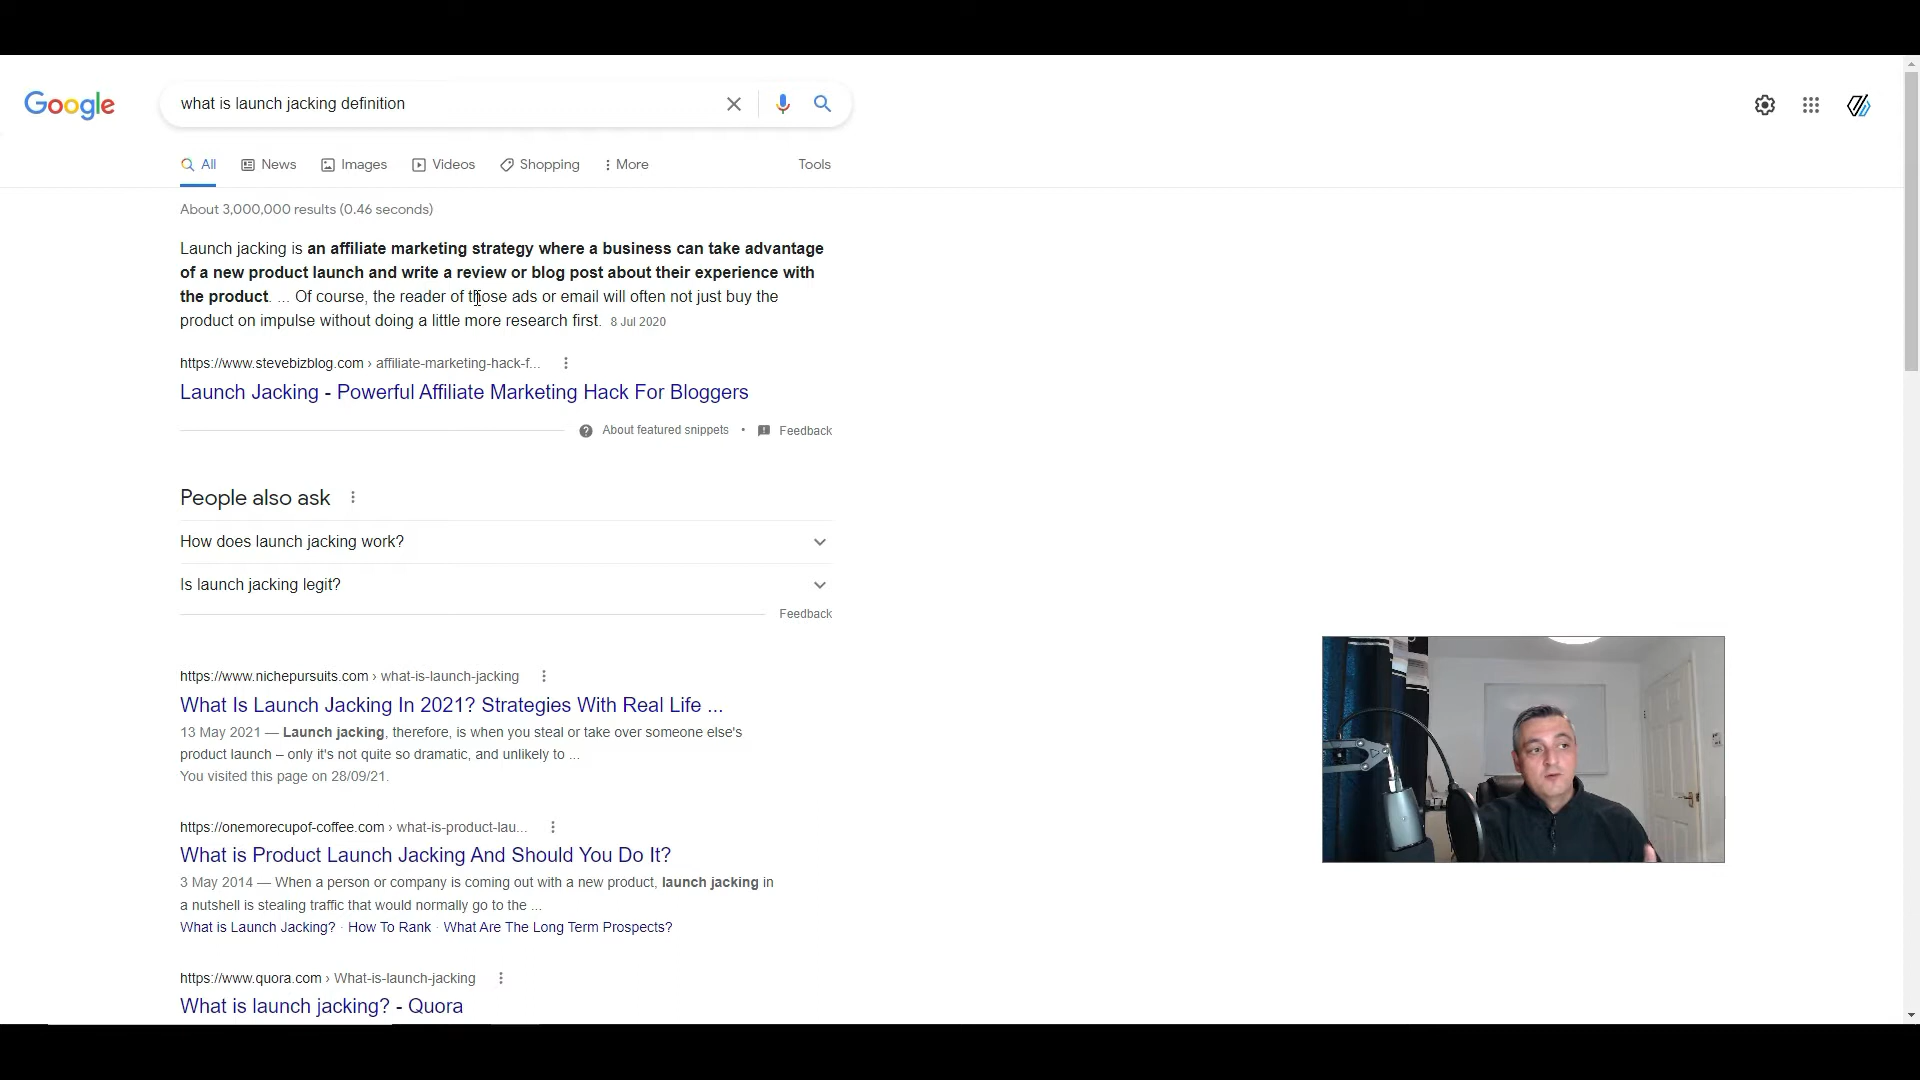 Google
what is launch jacking definition
All News Images Videos Shopping More Tools
About 3,000,000 results (0.46 seconds)
Launch jacking is an affiliate marketing strategy where a business can take advantage
of a new product launch and write a review or blog post about their experience with
the product. ... Of course, the reader of those ads or email will often not just buy the
product on impulse without doing a little more research first. 8 Jul 2020
https://www.stevebizblog.com › affiliate-marketing-hack-f...
Launch Jacking - Powerful Affiliate Marketing Hack For Bloggers
About featured snippets • Feedback
People also ask
How does launch jacking work?
Is launch jacking legit?
Feedback
https://www.nichepursuits.com › what-is-launch-jacking
What Is Launch Jacking In 2021? Strategies With Real Life ...
13 May 2021 — Launch jacking, therefore, is when you steal or take over someone else's
product launch – only it's not quite so dramatic, and unlikely to ...
You visited this page on 28/09/21.
https://onemorecupof-coffee.com › what-is-product-lau...
What is Product Launch Jacking And Should You Do It?
3 May 2014 — When a person or company is coming out with a new product, launch jacking in
a nutshell is stealing traffic that would normally go to the ...
What is Launch Jacking? · How To Rank · What Are The Long Term Prospects?
https://www.quora.com › What-is-launch-jacking
What is launch jacking? - Quora